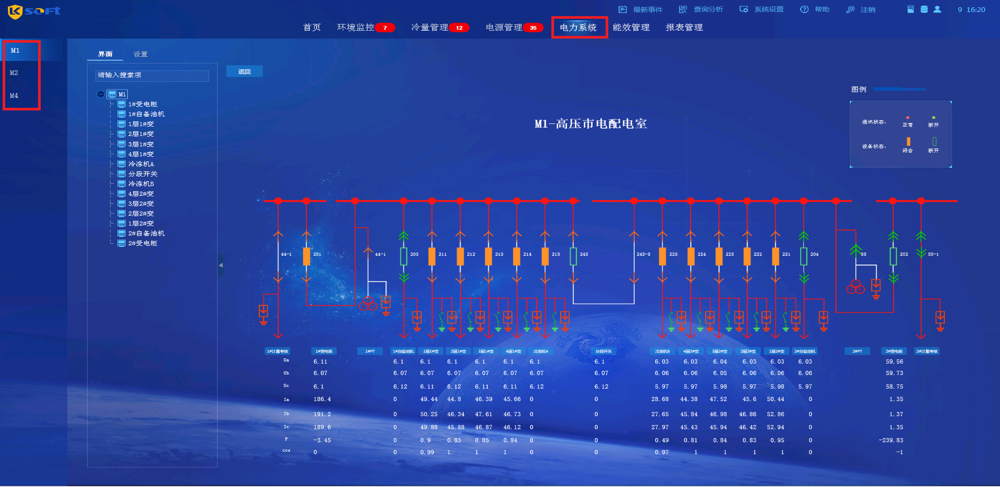 KSOFT
最新事件 查询分析 系统设置 帮助 注销 9 16:20
首页 环境监控 7 冷量管理 12 电源管理 35 电力系统 能效管理 报表管理
M1
M2
M4
界面 设置
请输入搜索项
返回
M1
1#受电柜
1#自备油机
1层1#变
2层1#变
3层1#变
4层1#变
冷冻机A
分段开关
冷冻机B
4层2#变
3层2#变
2层2#变
1层2#变
2#自备油机
2#受电柜
图例
通讯状态: 正常 断开
设备状态: 闭合 断开
M1-高压市电配电室
44-1 201 44-1 203 211 212 213 214 215 245 245-5 225 224 223 222 221 204 55 202 55-1
1#计量考核 1#受电柜 1#PT 1#自备油机 1层1#变 2层1#变 3层1#变 4层1#变 冷冻机A 分段开关 冷冻机B 4层2#变 3层2#变 2层2#变 1层2#变 2#自备油机 2#PT 2#受电柜 2#计量考核
Ua 6.11 6.1 6.1 6.1 6.1 6.1 6.1 6.1 6.03 6.03 6.04 6.03 6.03 6.03 59.56
Ub 6.07 6.07 6.07 6.07 6.07 6.07 6.07 6.07 6.06 6.06 6.05 6.06 6.06 6.06 59.73
Uc 6.1 6.12 6.11 6.12 6.11 6.11 6.12 6.12 5.97 5.97 5.98 5.97 5.98 5.97 58.75
Ia 186.4 0 49.44 44.8 46.39 45.66 0 0 28.68 44.38 47.52 45.6 50.44 0 1.35
Ib 191.2 0 50.25 46.34 47.61 46.73 0 0 27.65 45.84 46.98 46.86 52.86 0 1.37
Ic 189.6 0 49.88 45.88 46.87 46.12 0 0 27.97 45.43 45.94 46.42 52.94 0 1.35
P -3.45 0 0.9 0.83 0.85 0.84 0 0 0.49 0.81 0.84 0.83 0.95 0 -239.83
cos 0 0 0.99 1 1 1 0 0 0.97 1 1 1 1 0 -1